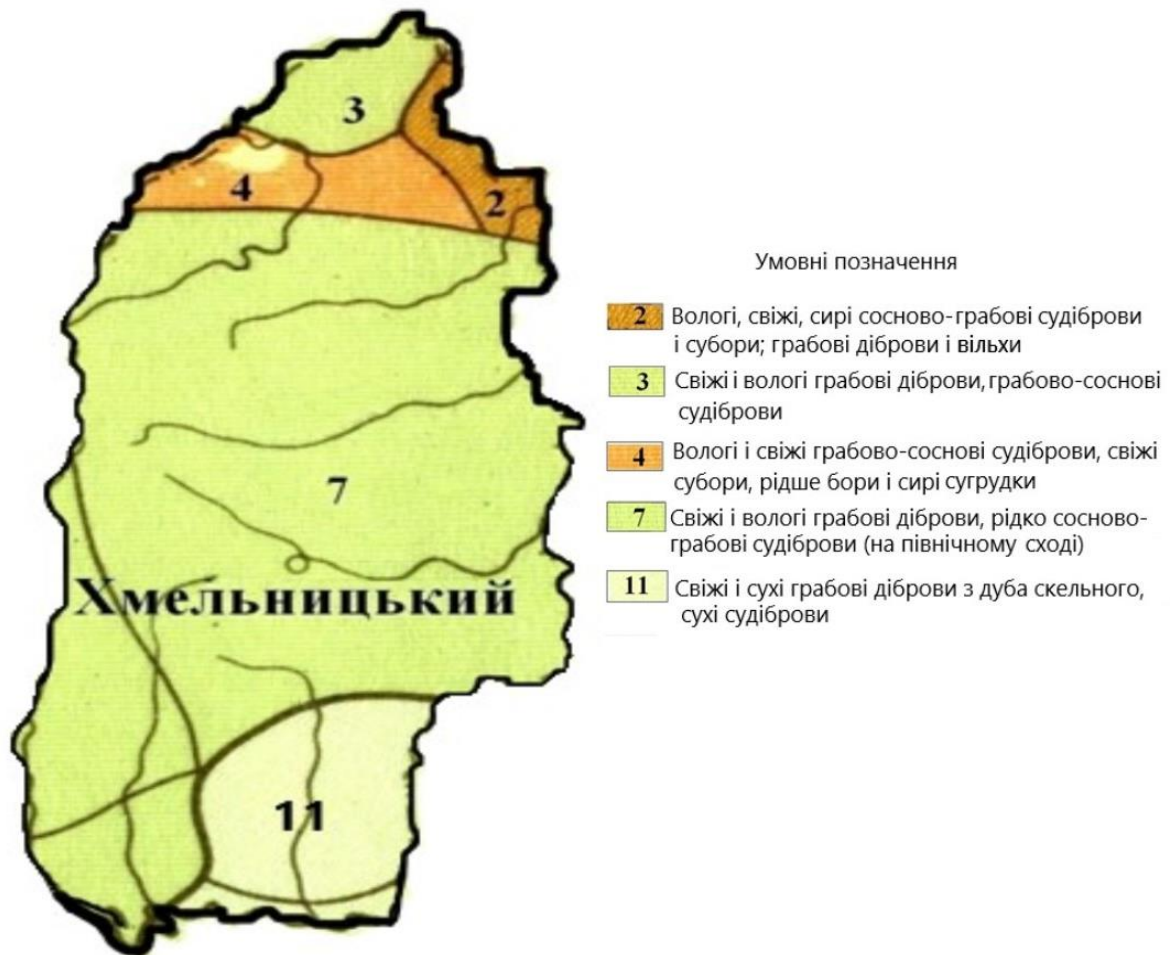 3
4
2
7
Хмельницький
11
Умовні позначення
2 Вологі, свіжі, сирі сосново-грабові судіброви
і субори; грабові діброви і вільхи
3 Свіжі і вологі грабові діброви, грабово-соснові
судіброви
4 Вологі і свіжі грабово-соснові судіброви, свіжі
субори, рідше бори і сирі сугрудки
7 Свіжі і вологі грабові діброви, рідко сосново-
грабові судіброви (на північному сході)
11 Свіжі і сухі грабові діброви з дуба скельного,
сухі судіброви